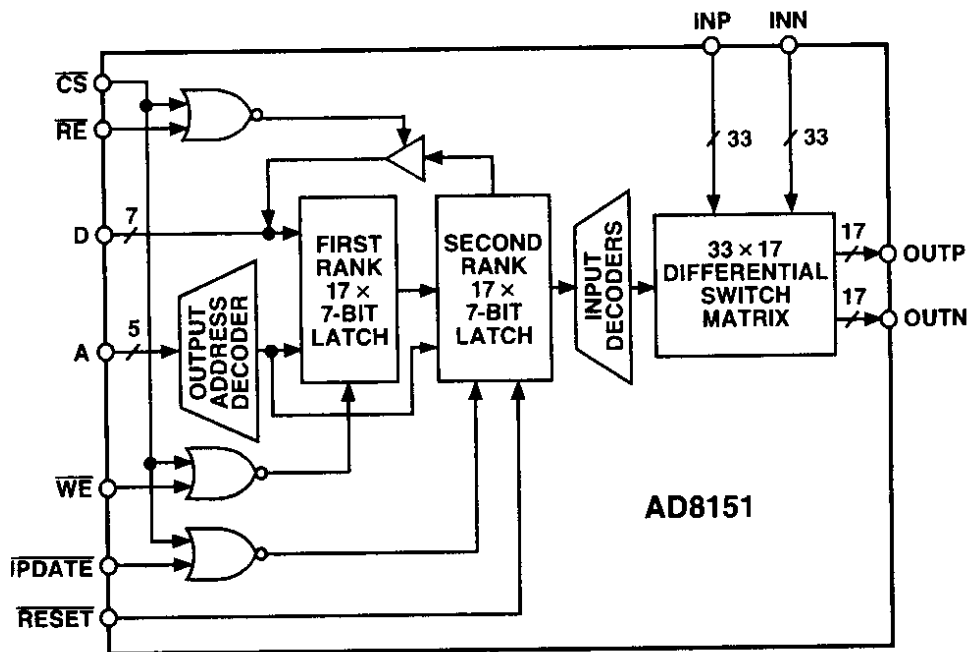 INP
INN
CS
RE
33
33
D
7
FIRST
RANK
17 ×
7-BIT
LATCH
SECOND
RANK
17 ×
7-BIT
LATCH
INPUT
DECODERS
33 × 17
DIFFERENTIAL
SWITCH
MATRIX
17
OUTP
17
OUTN
A
5
OUTPUT
ADDRESS
DECODER
WE
AD8151
IPDATE
RESET